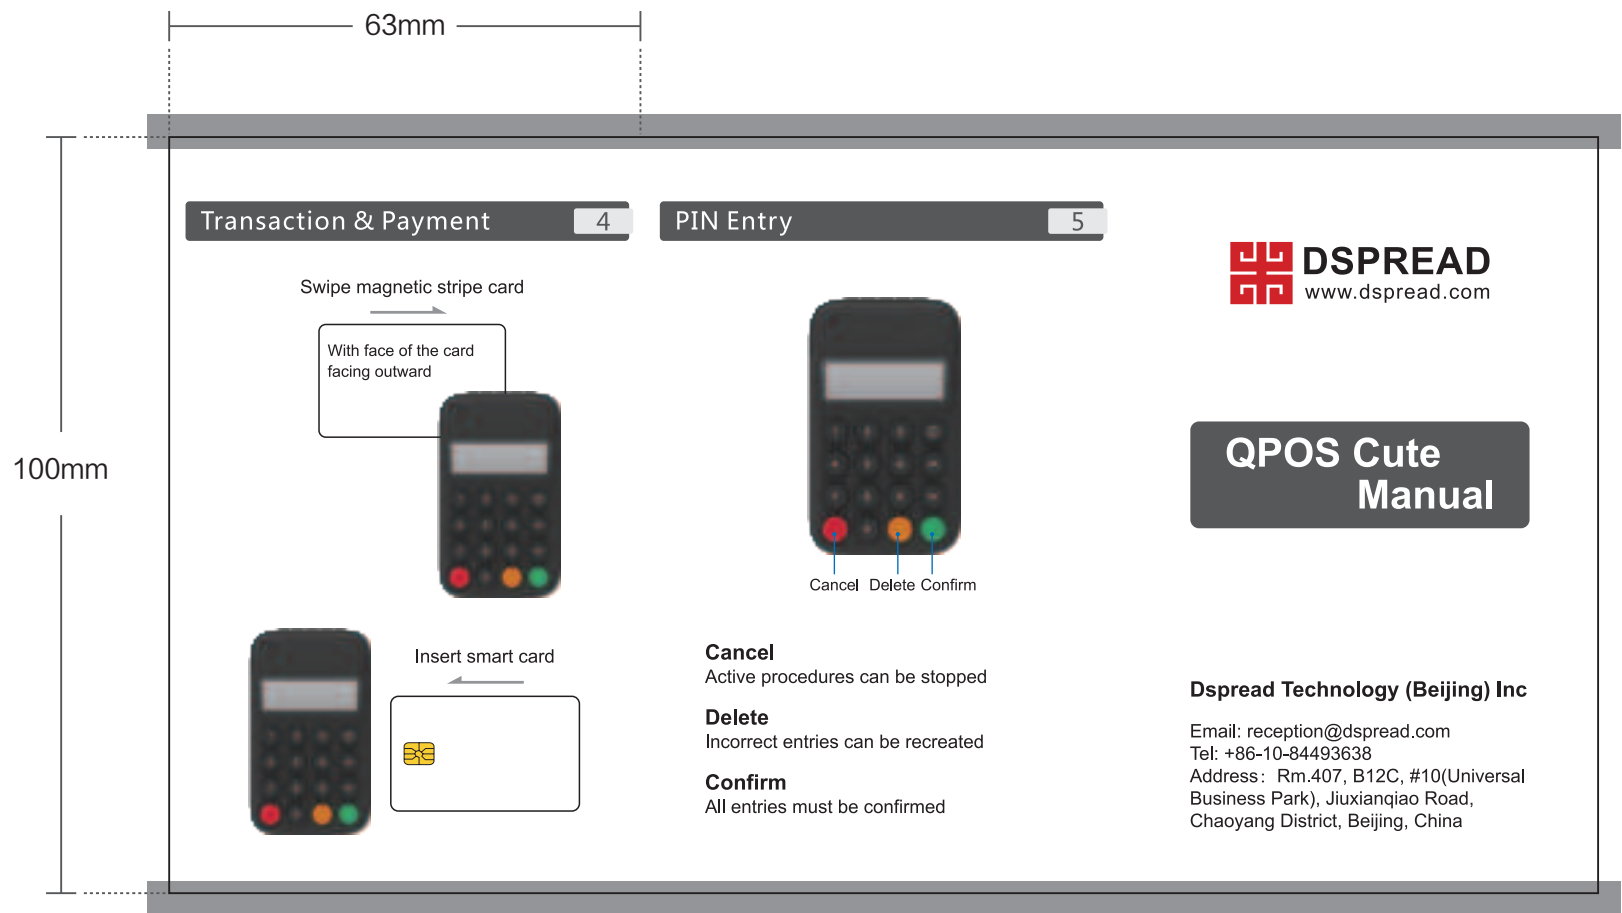 63mm
100mm
Transaction & Payment 4
Swipe magnetic stripe card
With face of the card
facing outward
Insert smart card
PIN Entry 5
Cancel Delete Confirm
Cancel
Active procedures can be stopped
Delete
Incorrect entries can be recreated
Confirm
All entries must be confirmed
DSPREAD
www.dspread.com
QPOS Cute
Manual
Dspread Technology (Beijing) Inc
Email: reception@dspread.com
Tel: +86-10-84493638
Address: Rm.407, B12C, #10(Universal
Business Park), Jiuxianqiao Road,
Chaoyang District, Beijing, China